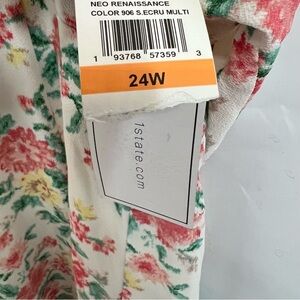 NEO RENAISSANCE
COLOR 906 S.ECRU MULTI
1 93768 57359 3
24W
1state.com